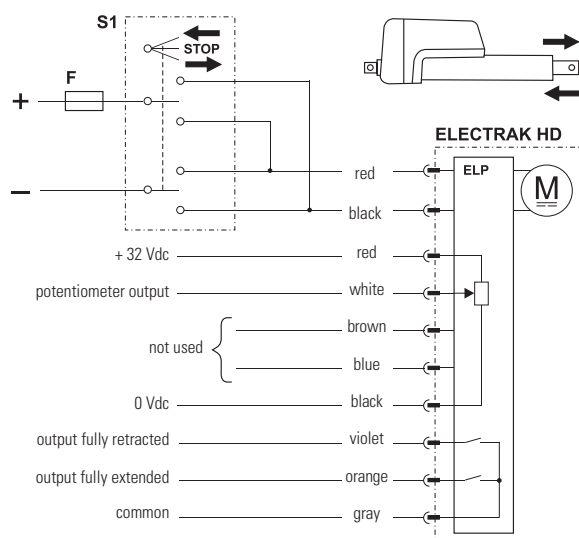 S1
STOP
F
+
–
ELECTRAK HD
ELP
M
red
black
+ 32 Vdc red
potentiometer output white
not used
brown
blue
0 Vdc black
output fully retracted violet
output fully extended orange
common gray